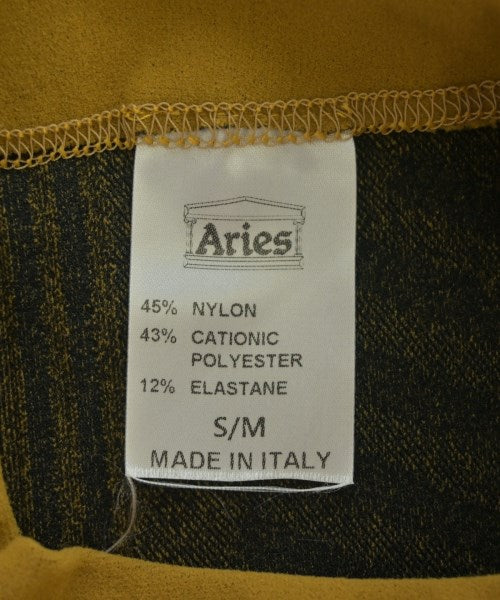 Aries
45% NYLON
43% CATIONIC
POLYESTER
12% ELASTANE
S/M
MADE IN ITALY